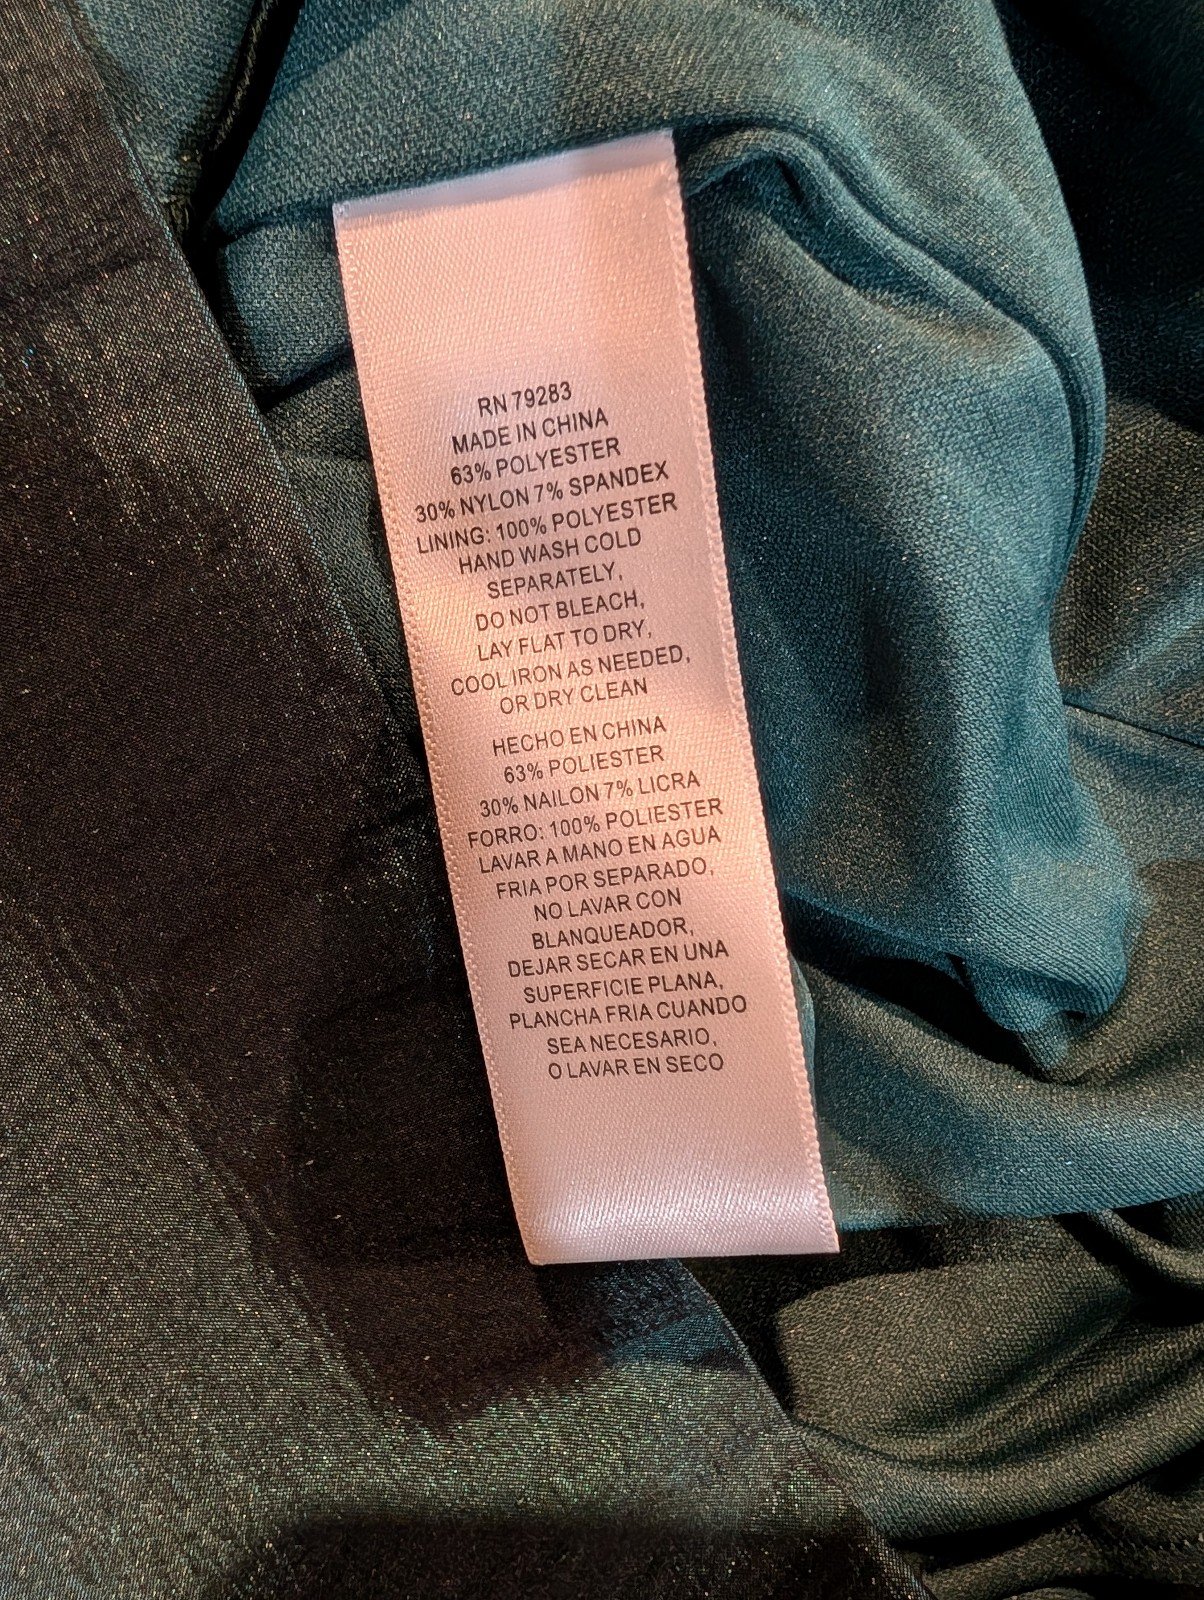 RN 79283
MADE IN CHINA
63% POLYESTER
30% NYLON 7% SPANDEX
LINING: 100% POLYESTER
HAND WASH COLD
SEPARATELY,
DO NOT BLEACH,
LAY FLAT TO DRY,
COOL IRON AS NEEDED,
OR DRY CLEAN
HECHO EN CHINA
63% POLIESTER
30% NAILON 7% LICRA
FORRO: 100% POLIESTER
LAVAR A MANO EN AGUA
FRIA POR SEPARADO,
NO LAVAR CON
BLANQUEADOR,
DEJAR SECAR EN UNA
SUPERFICIE PLANA,
PLANCHA FRIA CUANDO
SEA NECESARIO,
O LAVAR EN SECO